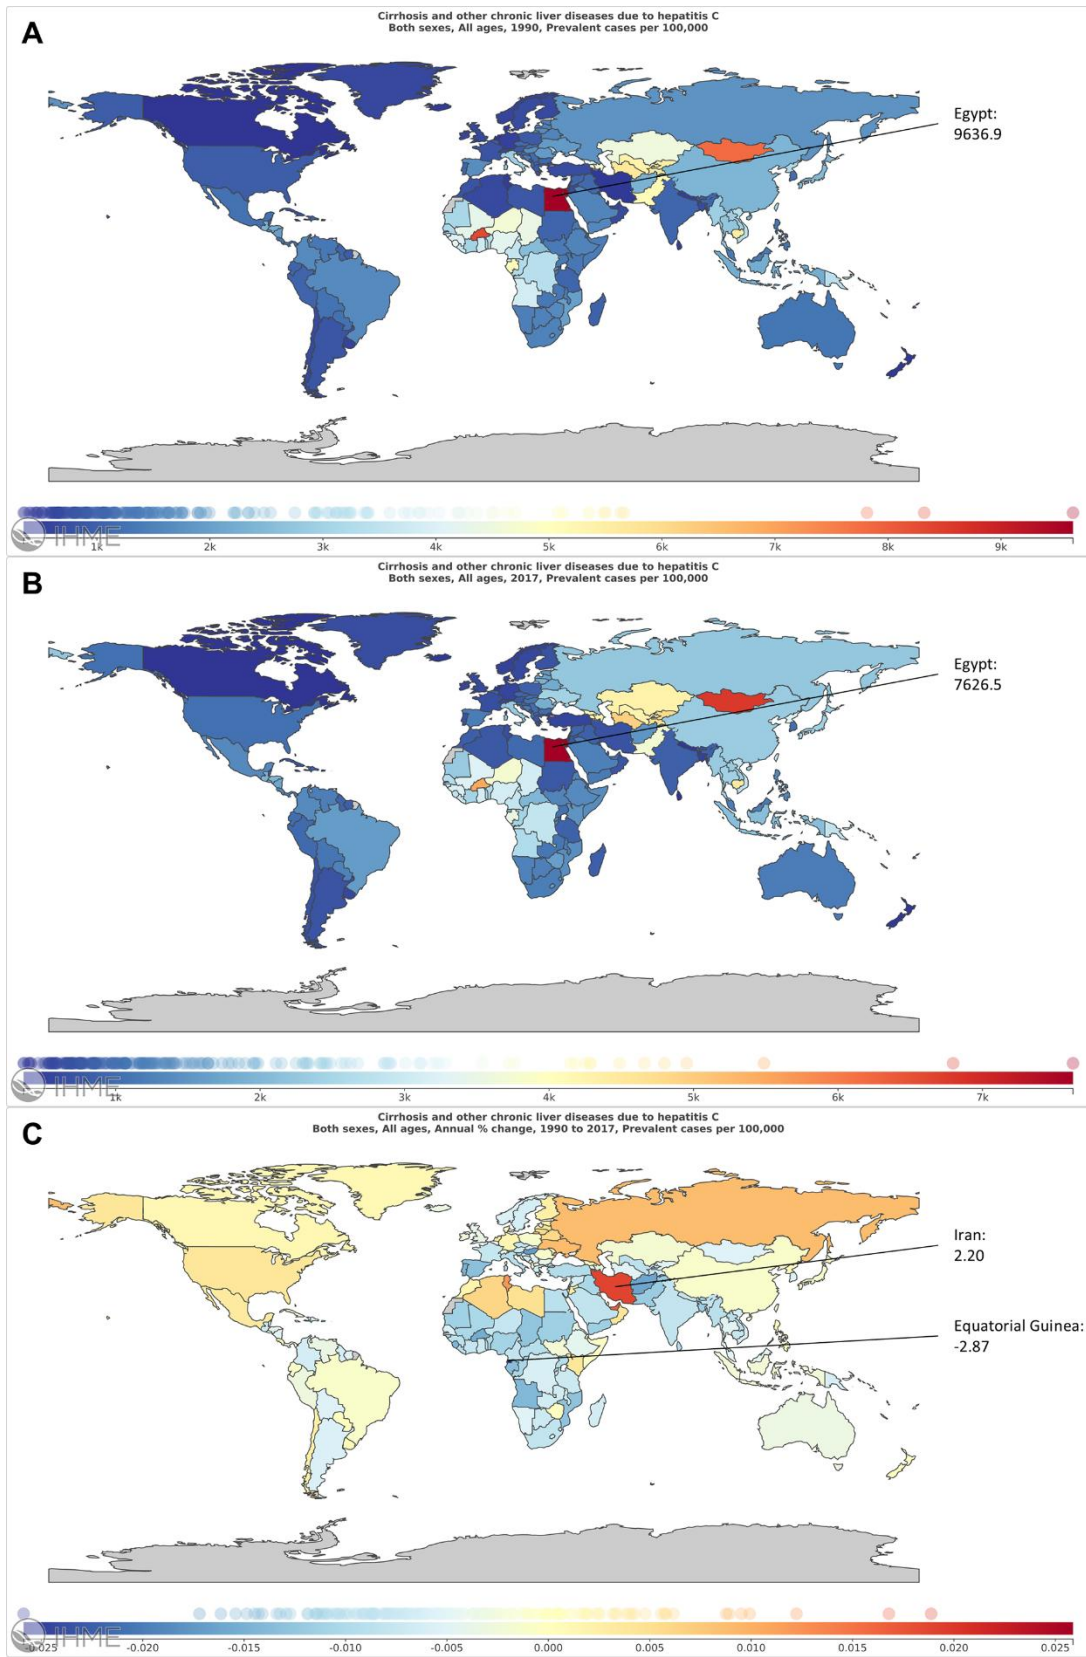 A
Cirrhosis and other chronic liver diseases due to hepatitis C
Both sexes, All ages, 1990, Prevalent cases per 100,000
Egypt:
9636.9
IHME
1k 2k 3k 4k 5k 6k 7k 8k 9k
B
Cirrhosis and other chronic liver diseases due to hepatitis C
Both sexes, All ages, 2017, Prevalent cases per 100,000
Egypt:
7626.5
IHME
1k 2k 3k 4k 5k 6k 7k
C
Cirrhosis and other chronic liver diseases due to hepatitis C
Both sexes, All ages, Annual % change, 1990 to 2017, Prevalent cases per 100,000
Iran:
2.20
Equatorial Guinea:
-2.87
IHME
-0.025 -0.020 -0.015 -0.010 -0.005 0.000 0.005 0.010 0.015 0.020 0.025